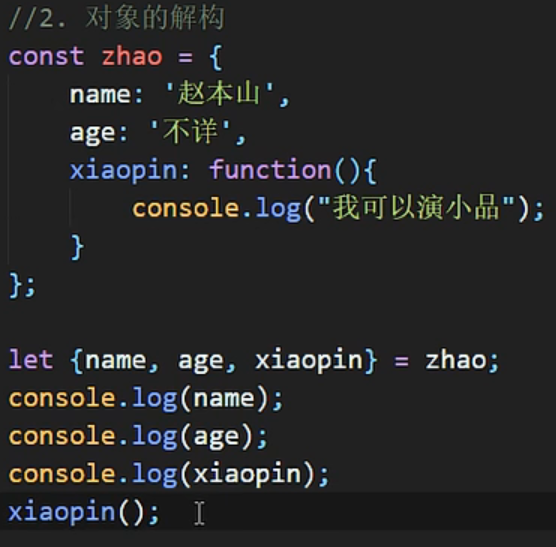 //2. 对象的解构
const zhao = {
    name: '赵本山',
    age: '不详',
    xiaopin: function(){
        console.log("我可以演小品");
    }
};
let {name, age, xiaopin} = zhao;
console.log(name);
console.log(age);
console.log(xiaopin);
xiaopin();